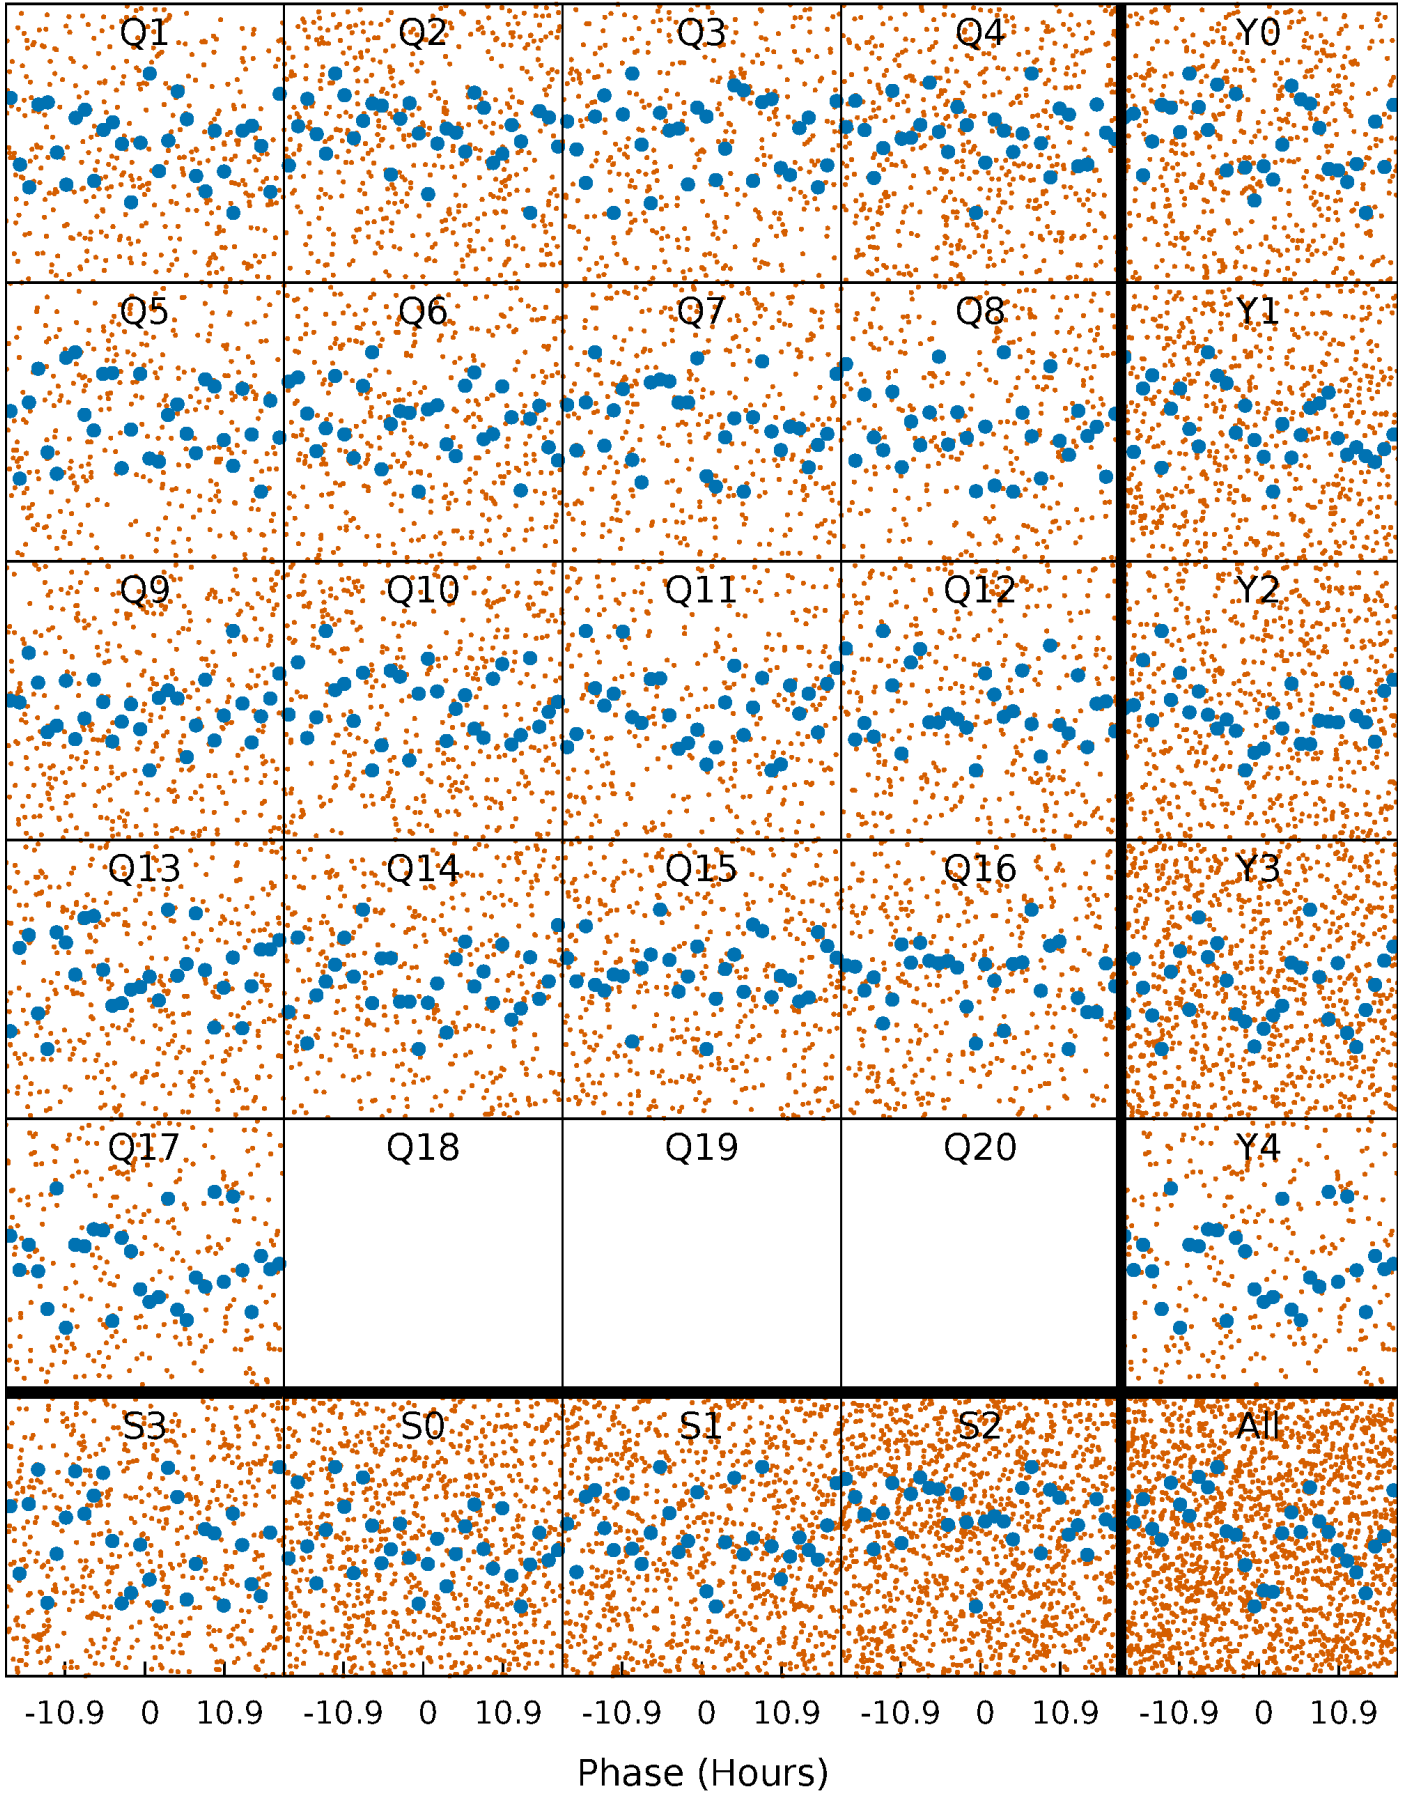 Q1 Q2 Q3 Q4 Y0
Q5 Q6 Q7 Q8 Y1
Q9 Q10 Q11 Q12 Y2
Q13 Q14 Q15 Q16 Y3
Q17 Q18 Q19 Q20 Y4
S3 S0 S1 S2 All
-10.9 0 10.9 -10.9 0 10.9 -10.9 0 10.9 -10.9 0 10.9 -10.9 0 10.9
Phase (Hours)